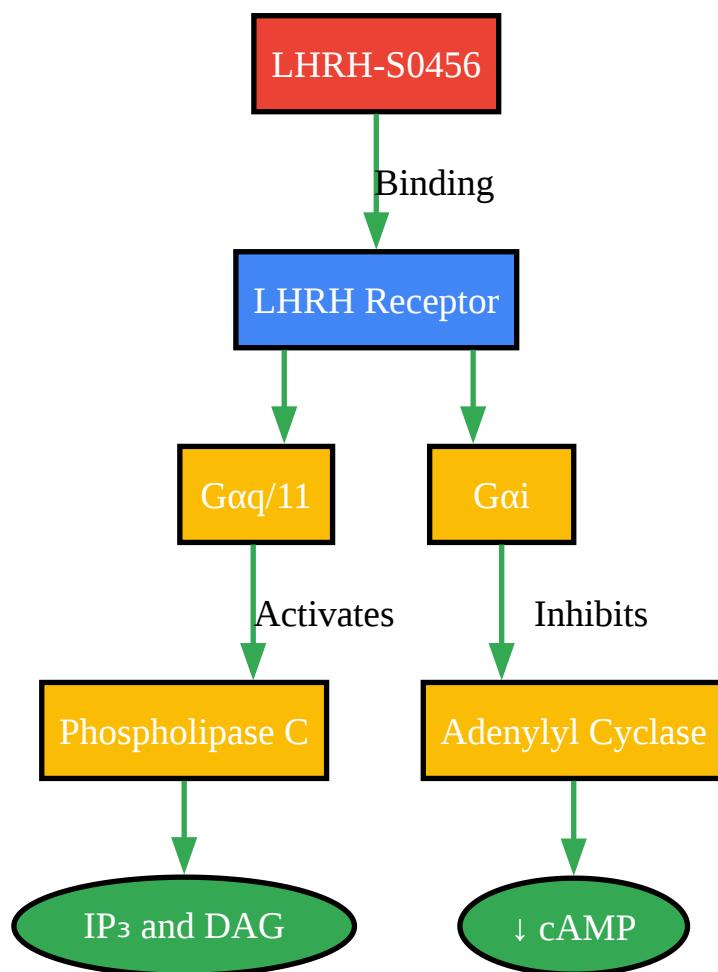 LHRH-S0456
Binding
LHRH Receptor
Gαq/11
Gαi
Activates
Inhibits
Phospholipase C
Adenylyl Cyclase
IP₃ and DAG
↓ cAMP